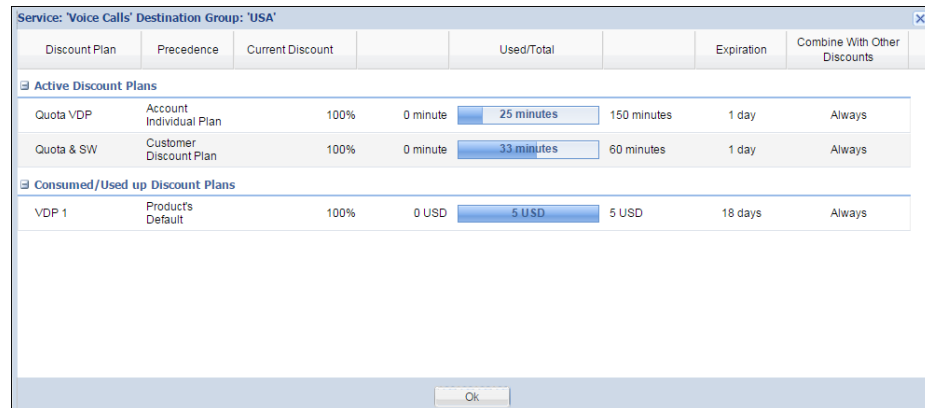 Service: 'Voice Calls' Destination Group: 'USA'
Discount Plan Precedence Current Discount Used/Total Expiration Combine With Other Discounts
Active Discount Plans
Quota VDP Account Individual Plan 100% 0 minute 25 minutes 150 minutes 1 day Always
Quota & SW Customer Discount Plan 100% 0 minute 33 minutes 60 minutes 1 day Always
Consumed/Used up Discount Plans
VDP 1 Product's Default 100% 0 USD 5 USD 5 USD 18 days Always
Ok